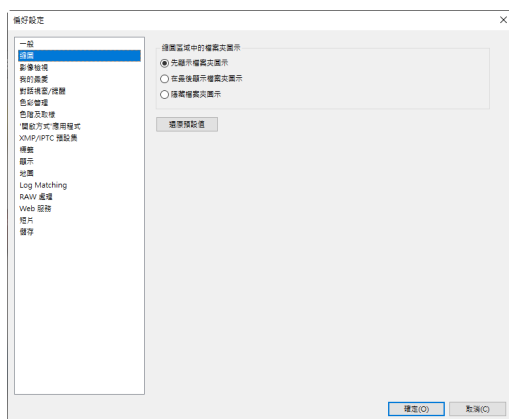 偏好設定
一般
縮圖
影像檢視
我的最愛
對話視窗/提醒
色彩管理
色階及取樣
'開啟方式'應用程式
XMP/IPTC 預設集
標籤
顯示
地圖
Log Matching
RAW 處理
Web 服務
短片
儲存
縮圖區域中的檔案夾圖示
先顯示檔案夾圖示
在最後顯示檔案夾圖示
隱藏檔案夾圖示
還原預設值
確定(O)
取消(C)